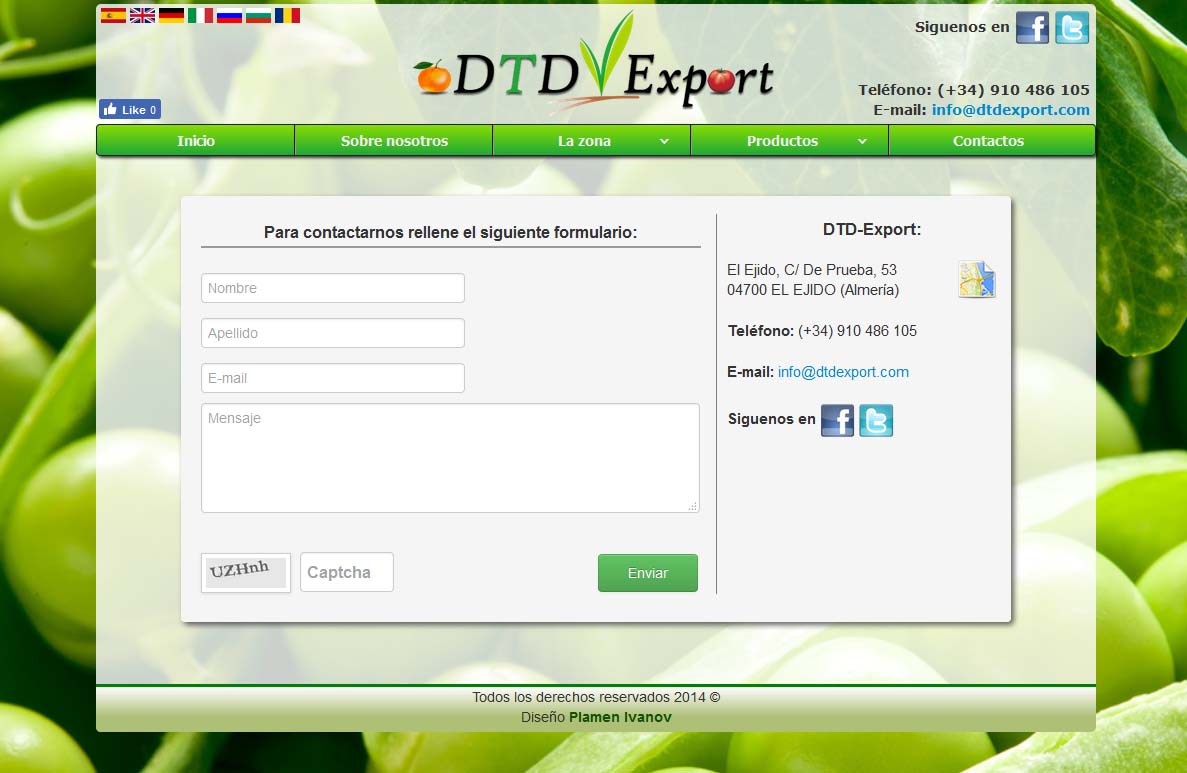 Siguenos en
DTD Export
Teléfono: (+34) 910 486 105
E-mail: info@dtdexport.com
Like 0
Inicio
Sobre nosotros
La zona
Productos
Contactos
Para contactarnos rellene el siguiente formulario:
Nombre
Apellido
E-mail
Mensaje
UZHnh
Captcha
Enviar
DTD-Export:
El Ejido, C/ De Prueba, 53
04700 EL EJIDO (Almería)
Teléfono: (+34) 910 486 105
E-mail: info@dtdexport.com
Siguenos en
Todos los derechos reservados 2014 ©
Diseño Plamen Ivanov